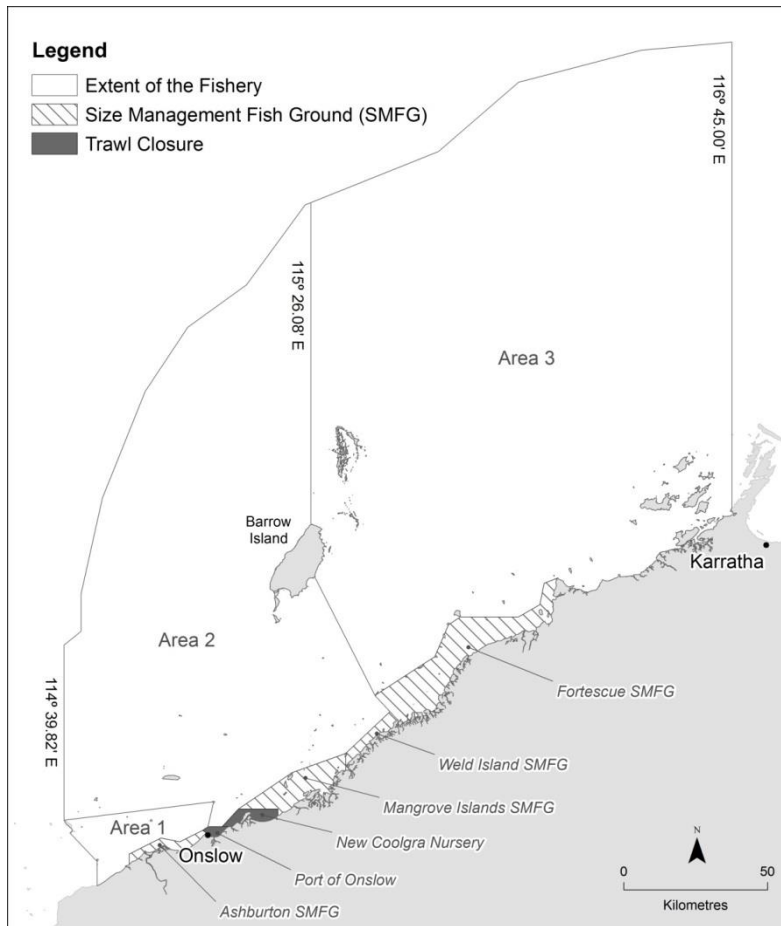 Legend
Extent of the Fishery
Size Management Fish Ground (SMFG)
Trawl Closure
116° 45.00' E
115° 26.08' E
Area 3
Barrow
Island
Karratha
Area 2
114° 39.82' E
Fortescue SMFG
Weld Island SMFG
Mangrove Islands SMFG
Area 1
New Coolgra Nursery
Onslow
Port of Onslow
Ashburton SMFG
N
0 50
Kilometres